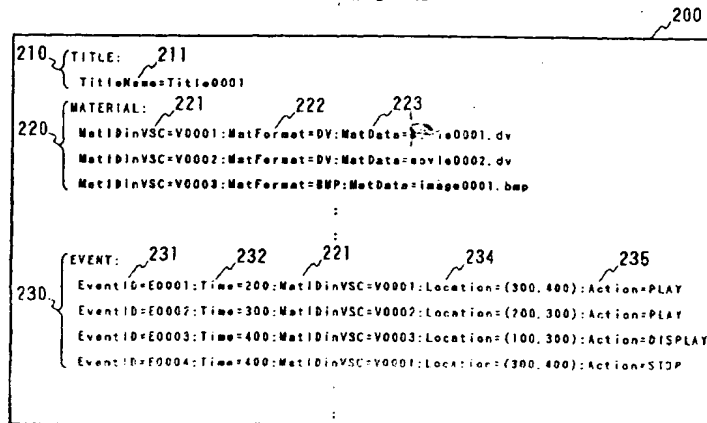 200
210 TITLE: 211
TitleName=Title0001
220 MATERIAL: 221 222 223
MatIDinVSC=V0001:MatFormat=DV:MatData=movie0001.dv
MatIDinVSC=V0002:MatFormat=DV:MatData=movie0002.dv
MatIDinVSC=V0003:MatFormat=BMP:MatData=image0001.bmp
:
:
230 EVENT: 231 232 221 234 235
EventID=E0001:Time=200:MatIDinVSC=V0001:Location=(300,400):Action=PLAY
EventID=E0002:Time=300:MatIDinVSC=V0002:Location=(200,300):Action=PLAY
EventID=E0003:Time=400:MatIDinVSC=V0003:Location=(100,300):Action=DISPLAY
EventID=E0004:Time=400:MatIDinVSC=V0001:Location=(300,400):Action=STOP
: